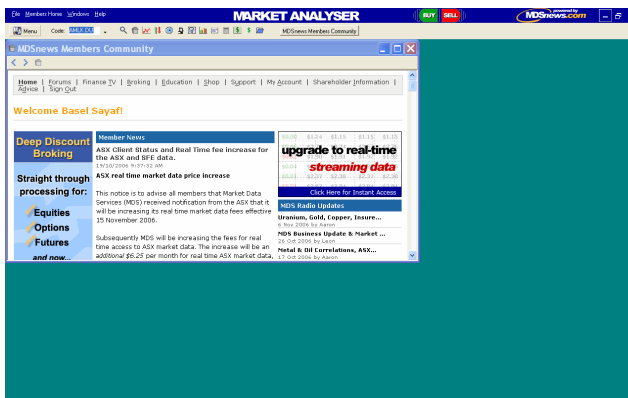 File Members Home Windows Help
MARKET ANALYSER
BUY SELL
powered by
MDSnews.com
Menu Code:
MDSnews Members Community
MDSnews Members Community
Home | Forums | Finance TV | Broking | Education | Shop | Support | My Account | Shareholder Information |
Advice | Sign Out
Welcome Basel
Sayaf!
Deep Discount
Broking
Straight through
processing for:
Equities
Options
Futures
and now...
Member News
ASX Client Status and Real Time fee increase for
the ASX and SFE data.
19/10/2006 9:37:32 AM
ASX real time market data price increase
This notice is to advise all members that Market Data
Services (MDS) received notification from the ASX that it
will be increasing its real time market data fees effective
15 November 2006.
Subsequently MDS will be increasing the fees for real
time access to ASX market data. The increase will be an
additional $6.25 per month for real time ASX market data,
upgrade to real-time
streaming data
Click Here for Instant Access
MDS Radio Updates
Uranium, Gold, Copper, Insure...
6 Nov 2006 by Aaron
MDS Business Update & Market ...
26 Oct 2006 by Leon
Metal & Oil Correlations, ASX...
17 Oct 2006 by Aaron